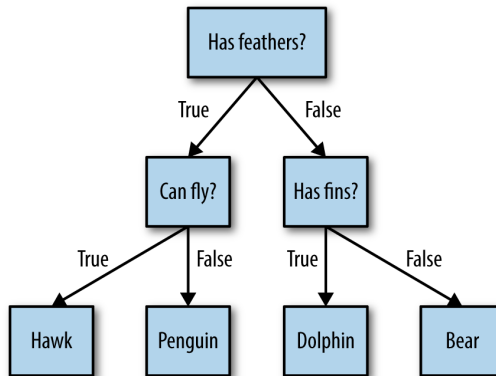 Has feathers?
True
False
Can fly?
Has fins?
True
False
True
False
Hawk
Penguin
Dolphin
Bear